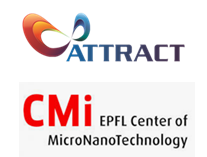 ATTRACT
CMi EPFL Center of
MicroNanoTechnology